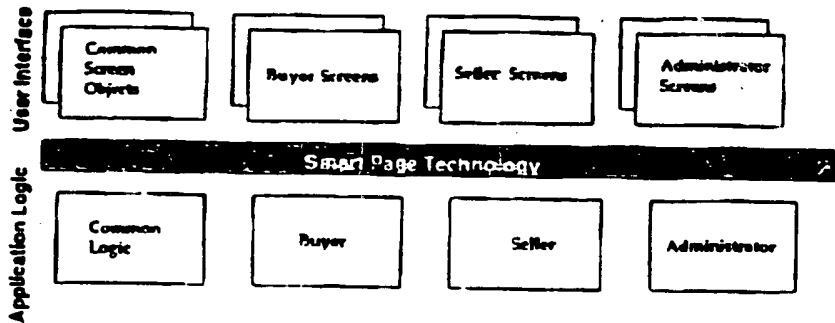 User Interface
Common
Screen
Objects
Buyer Screens
Seller Screens
Administrator
Screens
Smart Page Technology
Application Logic
Common
Logic
Buyer
Seller
Administrator